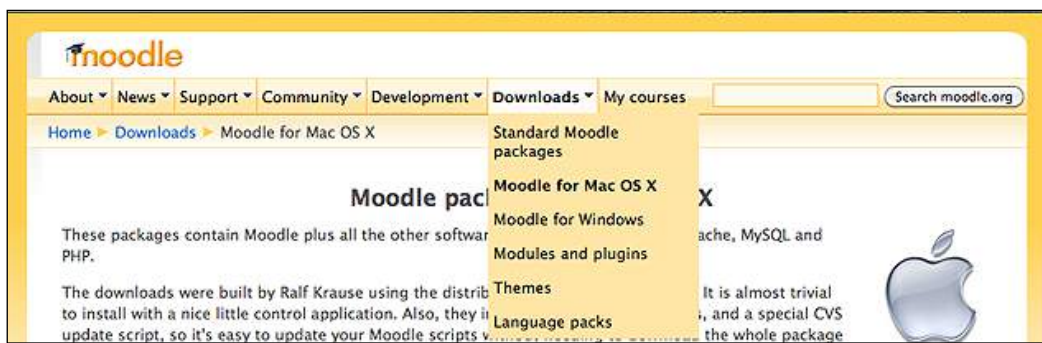 moodle
About News Support Community Development Downloads My courses Search moodle.org
Home Downloads Moodle for Mac OS X
Standard Moodle
packages
Moodle for Mac OS X
Moodle for Windows
Modules and plugins
Themes
Language packs
Moodle X
These packages contain Moodle plus all the other MySQL and
PHP.
The downloads were built by Ralf Krause using the It is almost trivial
to install with a nice little control application. Also, they and a special CVS
update script, so it's easy to update your Moodle scripts the whole package